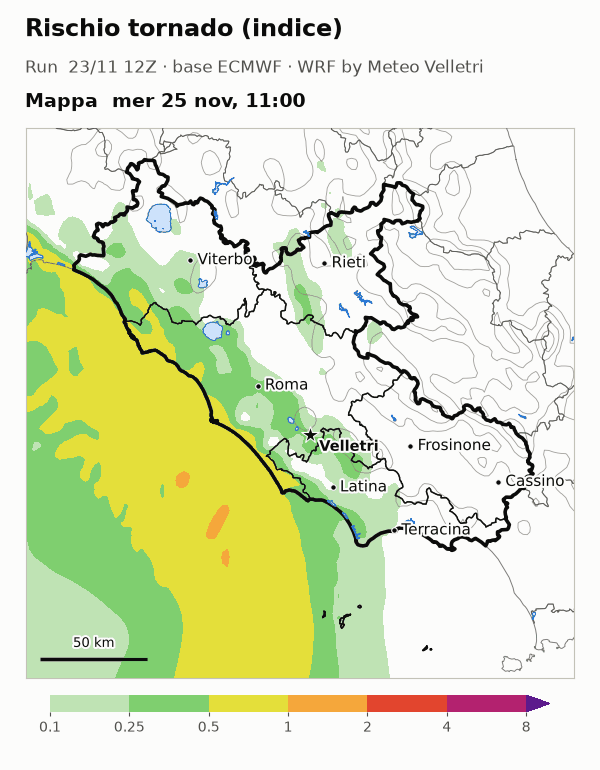 Rischio tornado (indice)
Run  23/11 12Z · base ECMWF · WRF by Meteo Velletri
Mappa  mer 25 nov, 11:00
Viterbo
Rieti
Roma
Velletri
Frosinone
Cassino
Latina
Terracina
50 km
0.1 0.25 0.5 1 2 4 8